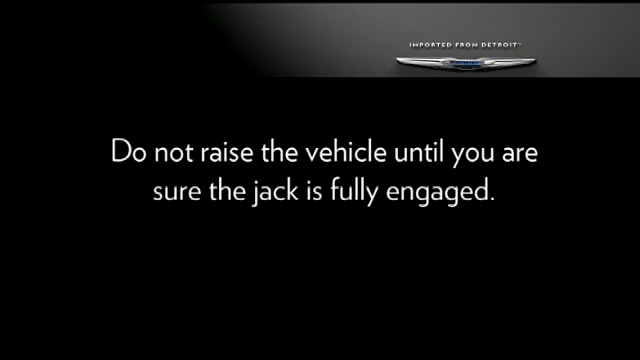 IMPORTED FROM DETROIT™
Do not raise the vehicle until you are
sure the jack is fully engaged.